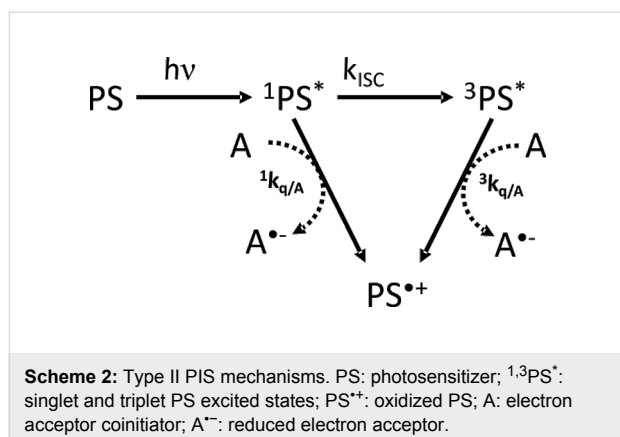 hν k_ISC
PS ¹PS* ³PS*
A ¹k_q/A ³k_q/A A
A•− A•−
PS•+
Scheme 2: Type II PIS mechanisms. PS: photosensitizer; ¹,³PS*:
singlet and triplet PS excited states; PS•+: oxidized PS; A: electron
acceptor coinitiator; A•−: reduced electron acceptor.